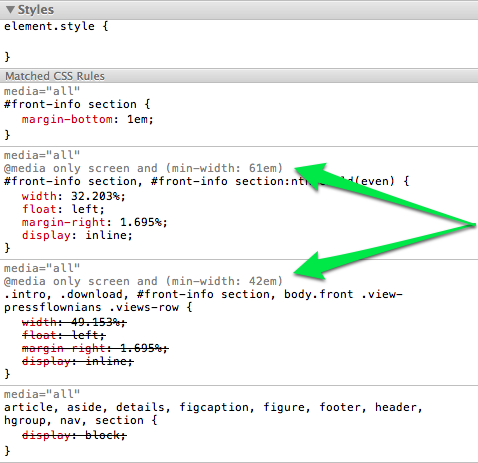 ▼ Styles
element.style {
}
Matched CSS Rules
media="all"
#front-info section {
margin-bottom: 1em;
}
media="all"
@media only screen and (min-width: 61em)
#front-info section, #front-info section:nt ld(even) {
width: 32.203%;
float: left;
margin-right: 1.695%;
display: inline;
}
media="all"
@media only screen and (min-width: 42em)
.intro, .download, #front-info section, body.front .view-
pressflownians .views-row {
width: 49.153%;
float: left;
margin-right: 1.695%;
display: inline;
}
media="all"
article, aside, details, figcaption, figure, footer, header,
hgroup, nav, section {
display: block;
}